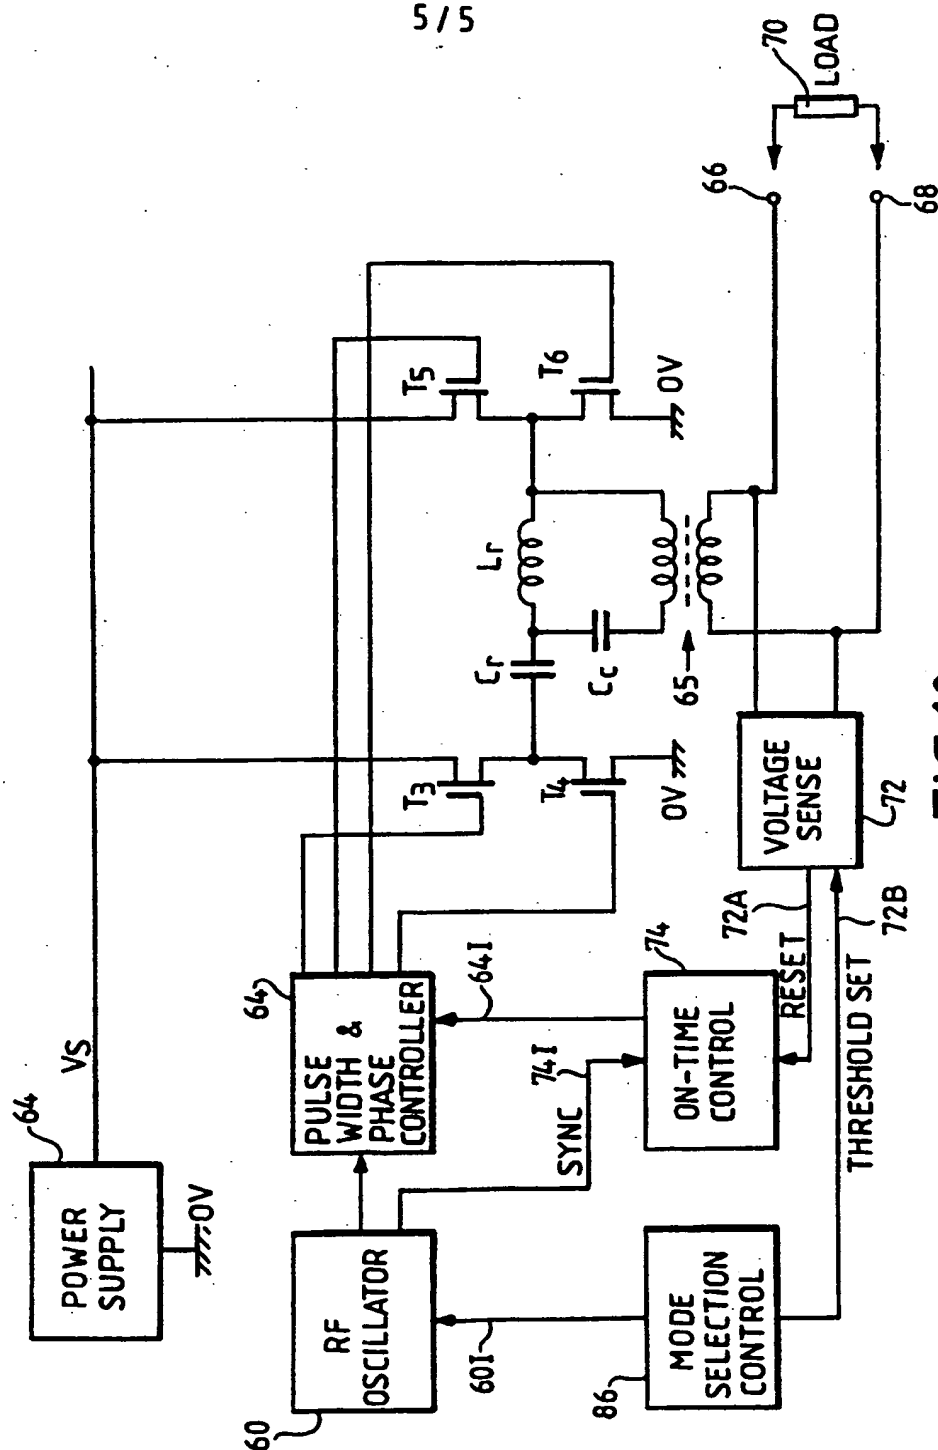 5/5
64
POWER
SUPPLY
0V
VS
60
RF
OSCILLATOR
60I
86
MODE
SELECTION
CONTROL
64
PULSE
WIDTH &
PHASE
CONTROLLER
64I
SYNC
74I
74
ON-TIME
CONTROL
RESET
72A
THRESHOLD SET
72B
VOLTAGE
SENSE
72
T3
T4
0V
Cr
Lr
Cc
65
T5
T6
0V
66
68
70
LOAD